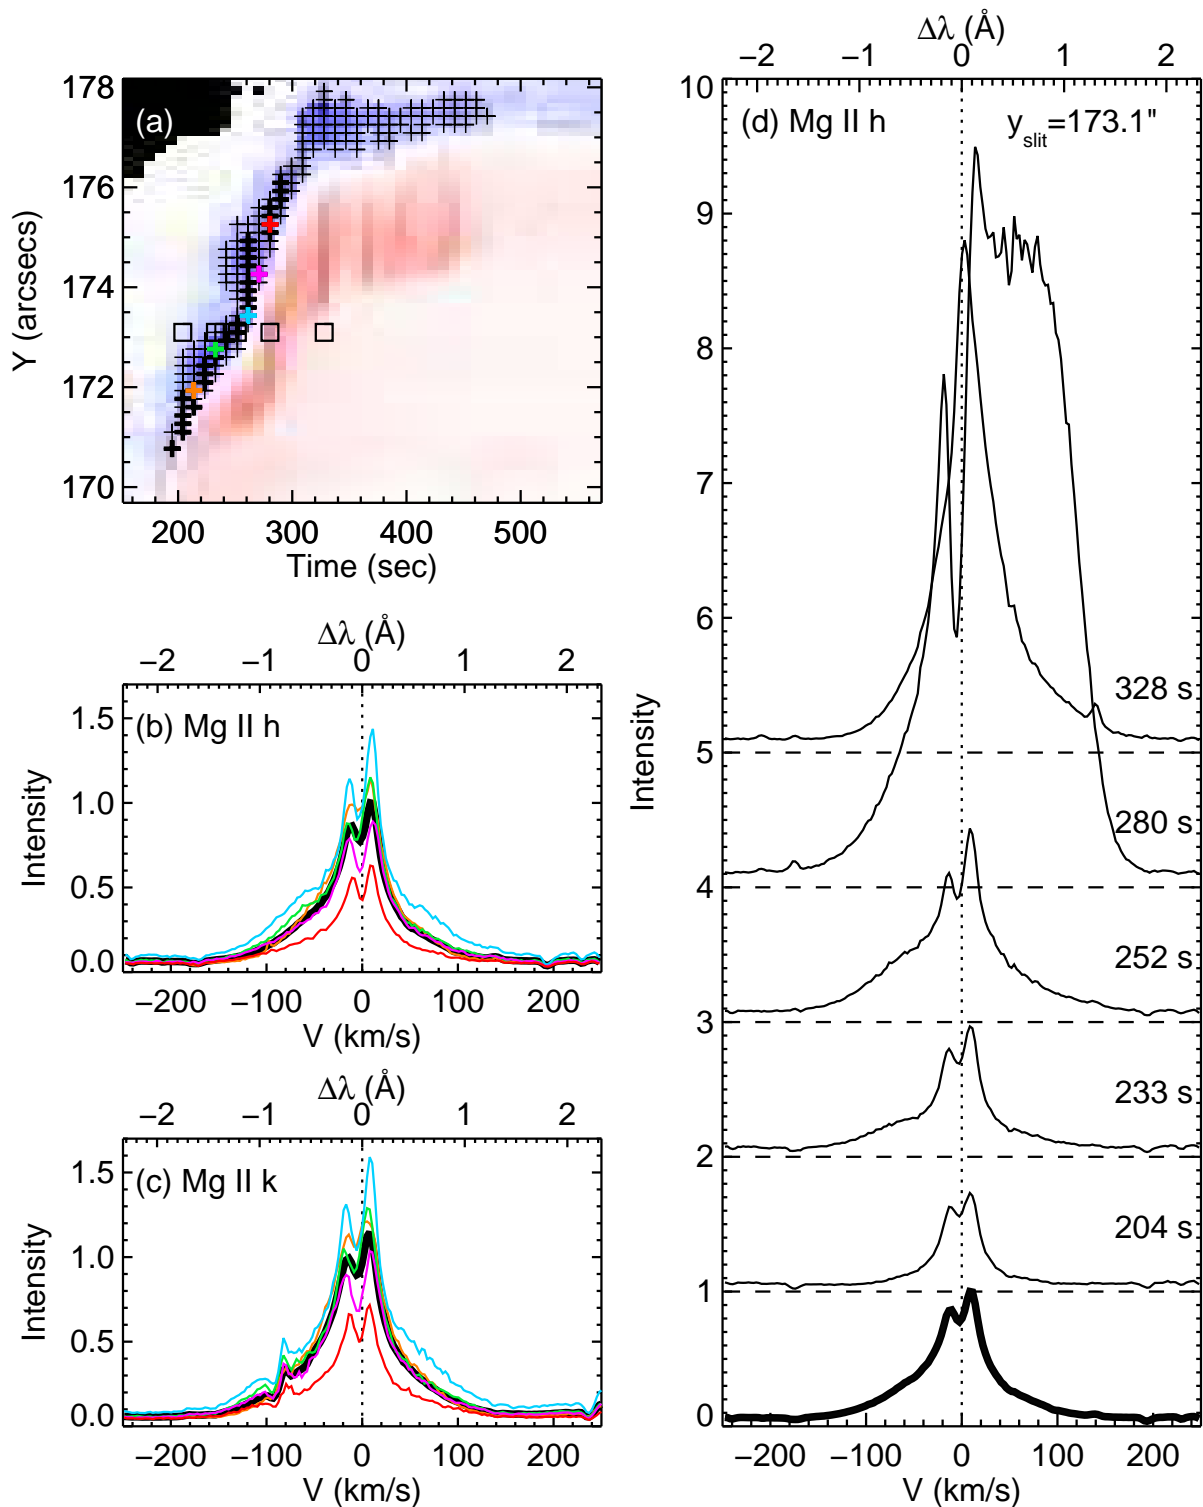 (a)
178
176
174
172
170
Y (arcsecs)
200 300 400 500
Time (sec)
Δλ (Å)
−2 −1 0 1 2
(b) Mg II h
1.5
1.0
0.5
0.0
Intensity
−200 −100 0 100 200
V (km/s)
Δλ (Å)
−2 −1 0 1 2
(c) Mg II k
1.5
1.0
0.5
0.0
Intensity
−200 −100 0 100 200
V (km/s)
Δλ (Å)
−2 −1 0 1 2
(d) Mg II h y_slit=173.1"
10
9
8
7
6
5
4
3
2
1
0
Intensity
328 s
280 s
252 s
233 s
204 s
−200 −100 0 100 200
V (km/s)